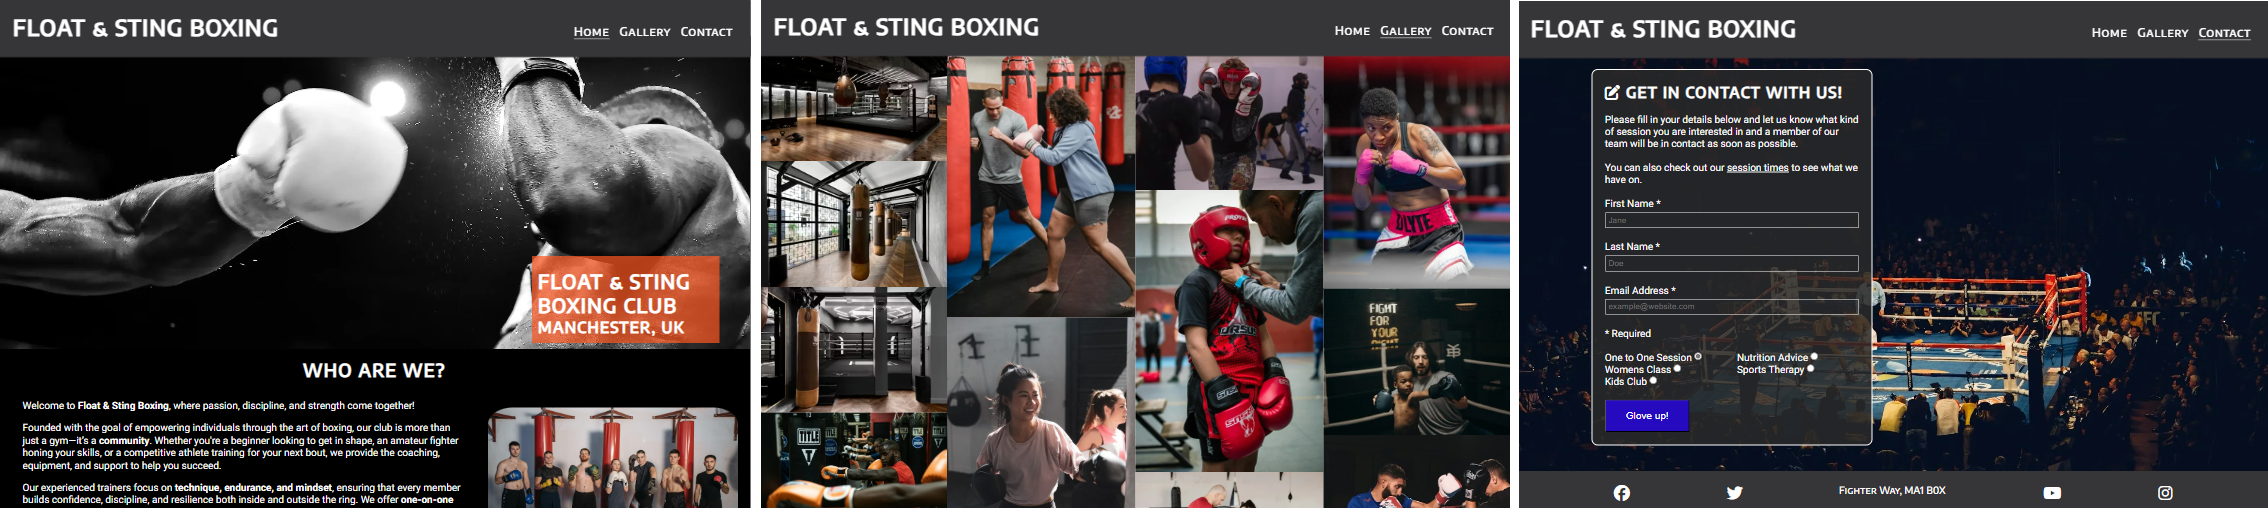 FLOAT & STING BOXING
Home Gallery Contact
FLOAT & STING
BOXING CLUB
MANCHESTER, UK
WHO ARE WE?
Welcome to Float & Sting Boxing, where passion, discipline, and strength come together!
Founded with the goal of empowering individuals through the art of boxing, our club is more than
just a gym—it's a community. Whether you're a beginner looking to get in shape, an amateur fighter
honing your skills, or a competitive athlete training for your next bout, we provide the coaching,
equipment, and support to help you succeed.
Our experienced trainers focus on technique, endurance, and mindset, ensuring that every member
builds confidence, discipline, and resilience both inside and outside the ring. We offer one-on-one
FLOAT & STING BOXING
Home Gallery Contact
DLYTE
FIGHT
FOR
YOUR
TITLE
TITLE
FLOAT & STING BOXING
Home Gallery Contact
GET IN CONTACT WITH US!
Please fill in your details below and let us know what kind
of session you are interested in and a member of our
team will be in contact as soon as possible.
You can also check out our session times to see what we
have on.
First Name *
Jane
Last Name *
Doe
Email Address *
example@website.com
* Required
One to One Session
Womens Class
Kids Club
Nutrition Advice
Sports Therapy
Glove up!
Fighter Way, MA1 B0X